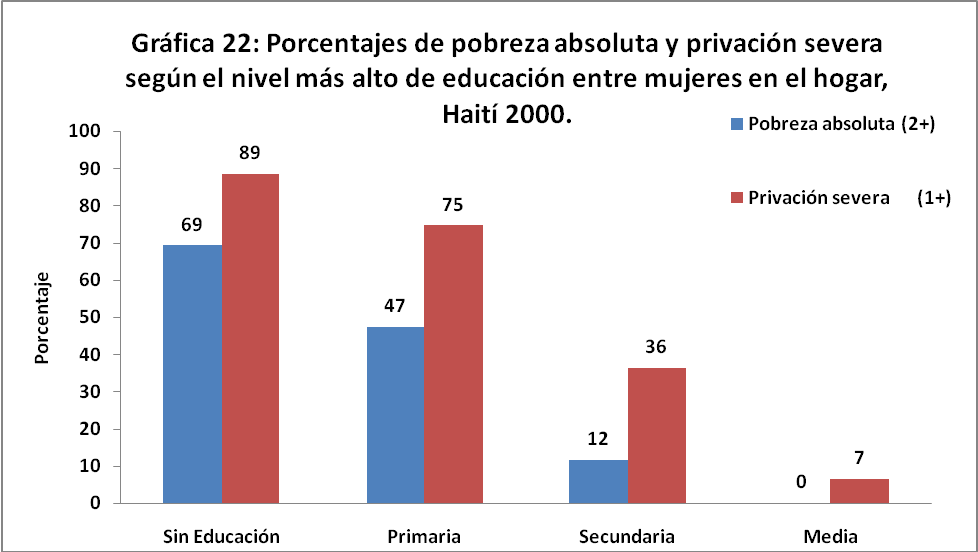 Gráfica 22: Porcentajes de pobreza absoluta y privación severa
según el nivel más alto de educación entre mujeres en el hogar,
Haití 2000.
Pobreza absoluta (2+)
Privación severa (1+)
Porcentaje
100
90
80
70
60
50
40
30
20
10
0
69
89
47
75
12
36
0
7
Sin Educación
Primaria
Secundaria
Media